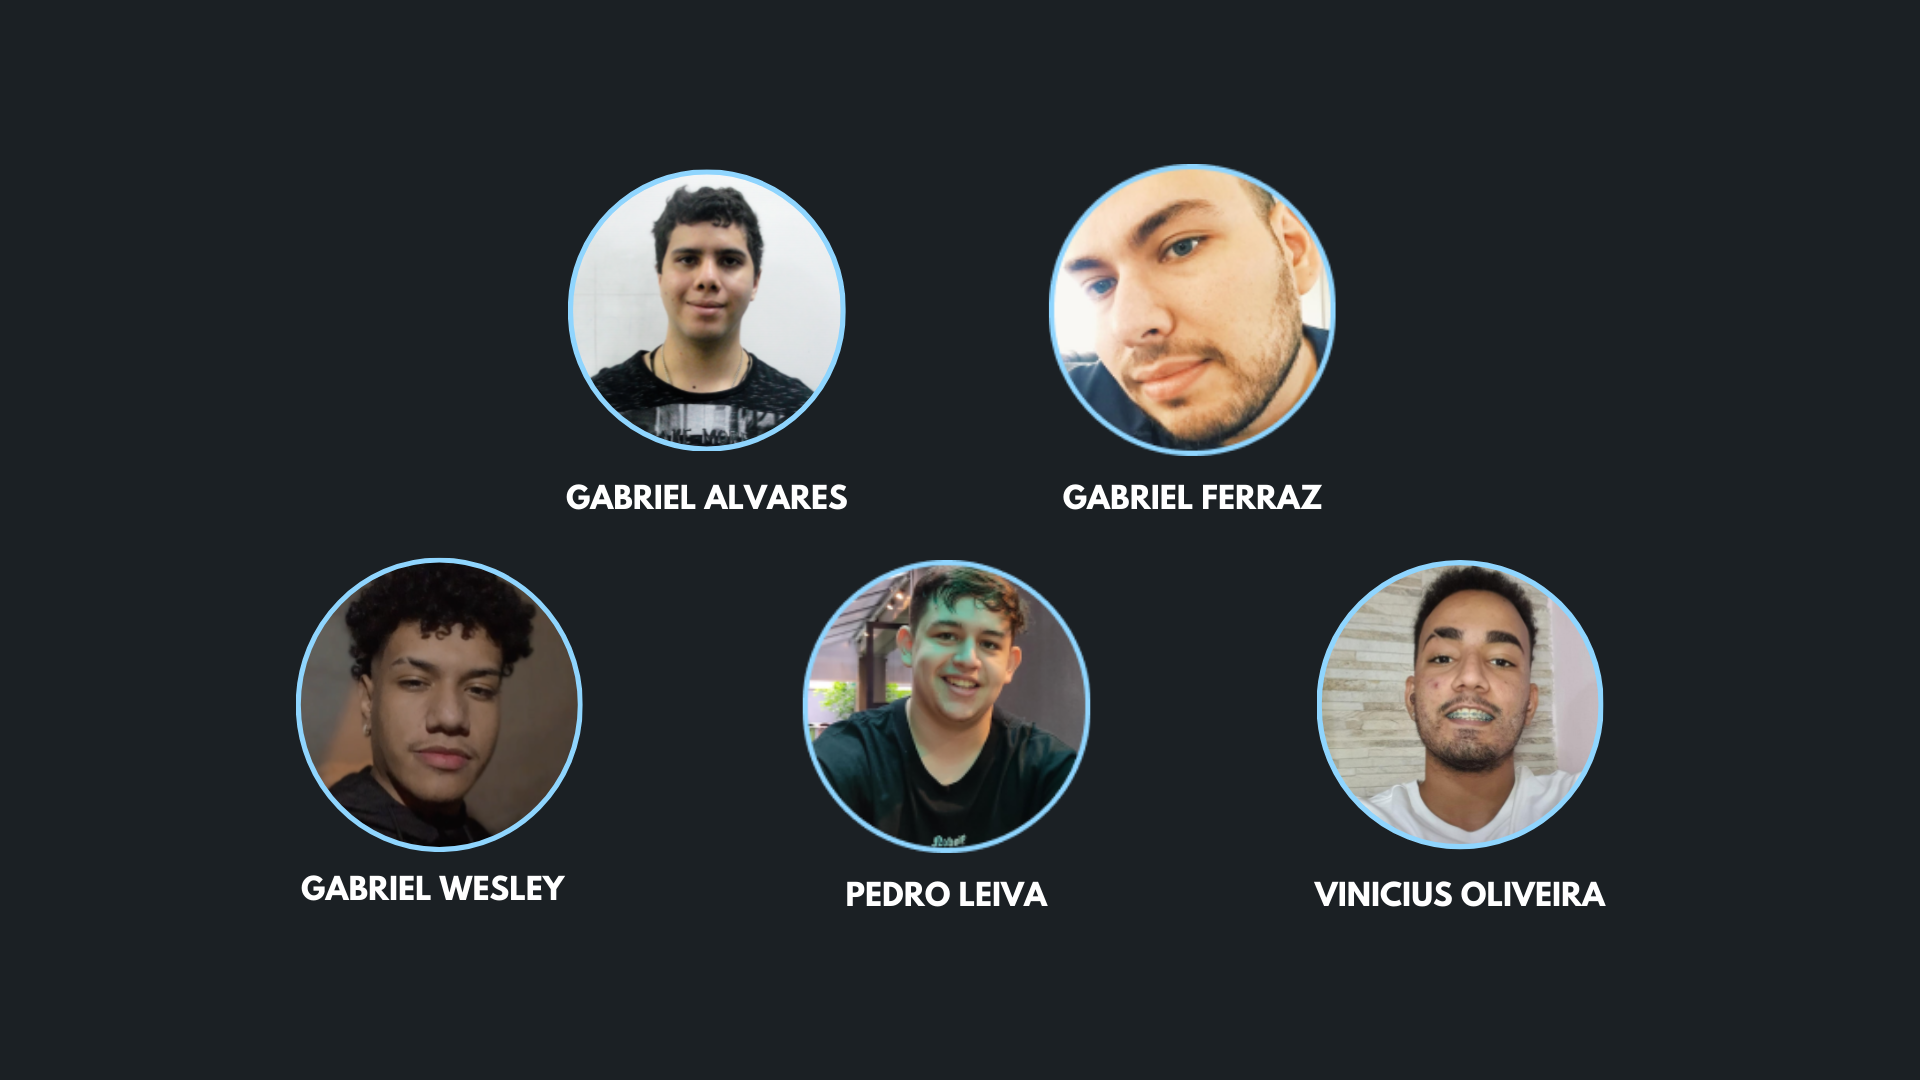 GABRIEL ALVARES
GABRIEL FERRAZ
GABRIEL WESLEY
PEDRO LEIVA
VINICIUS OLIVEIRA